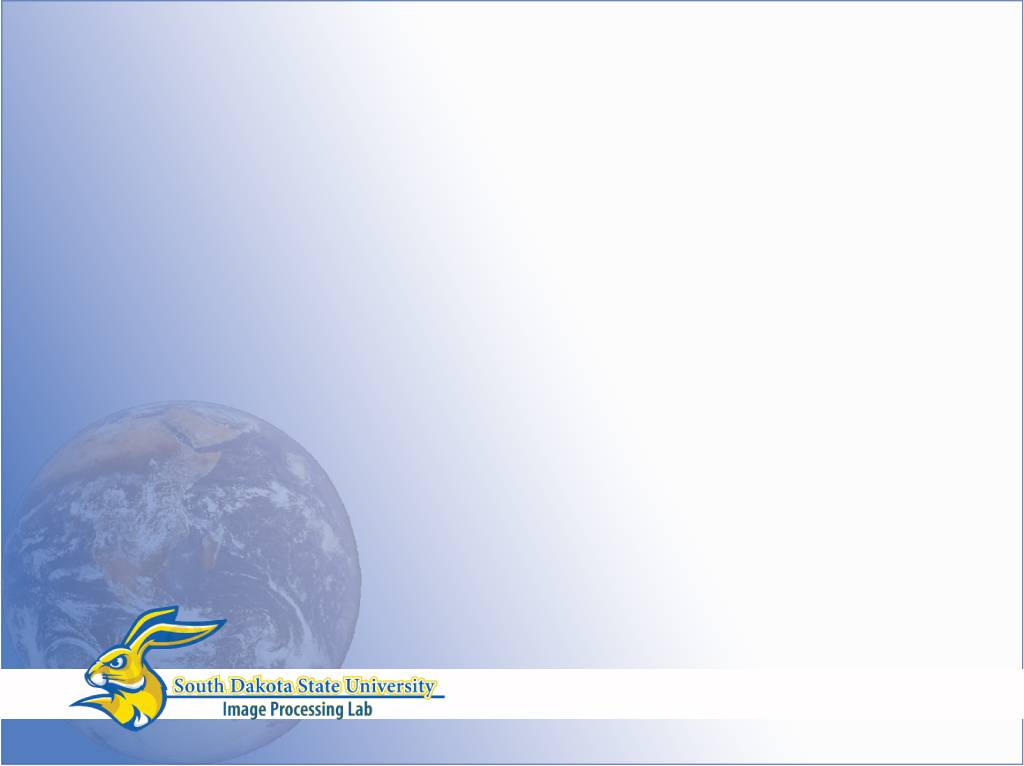 South Dakota State University
Image Processing Lab